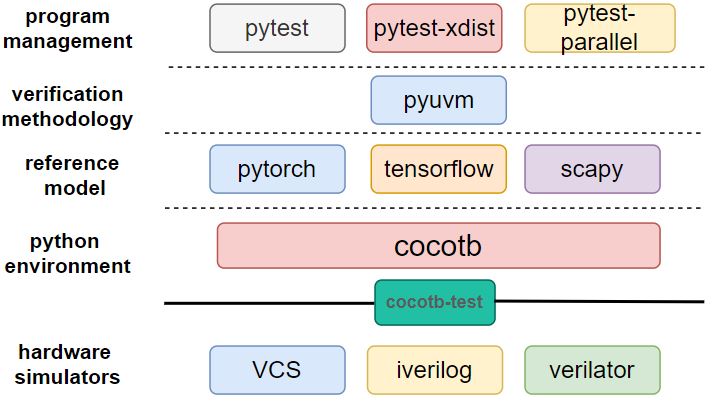 program
management
pytest
pytest-xdist
pytest-
parallel
verification
methodology
pyuvm
reference
model
pytorch
tensorflow
scapy
python
environment
cocotb
cocotb-test
hardware
simulators
VCS
iverilog
verilator